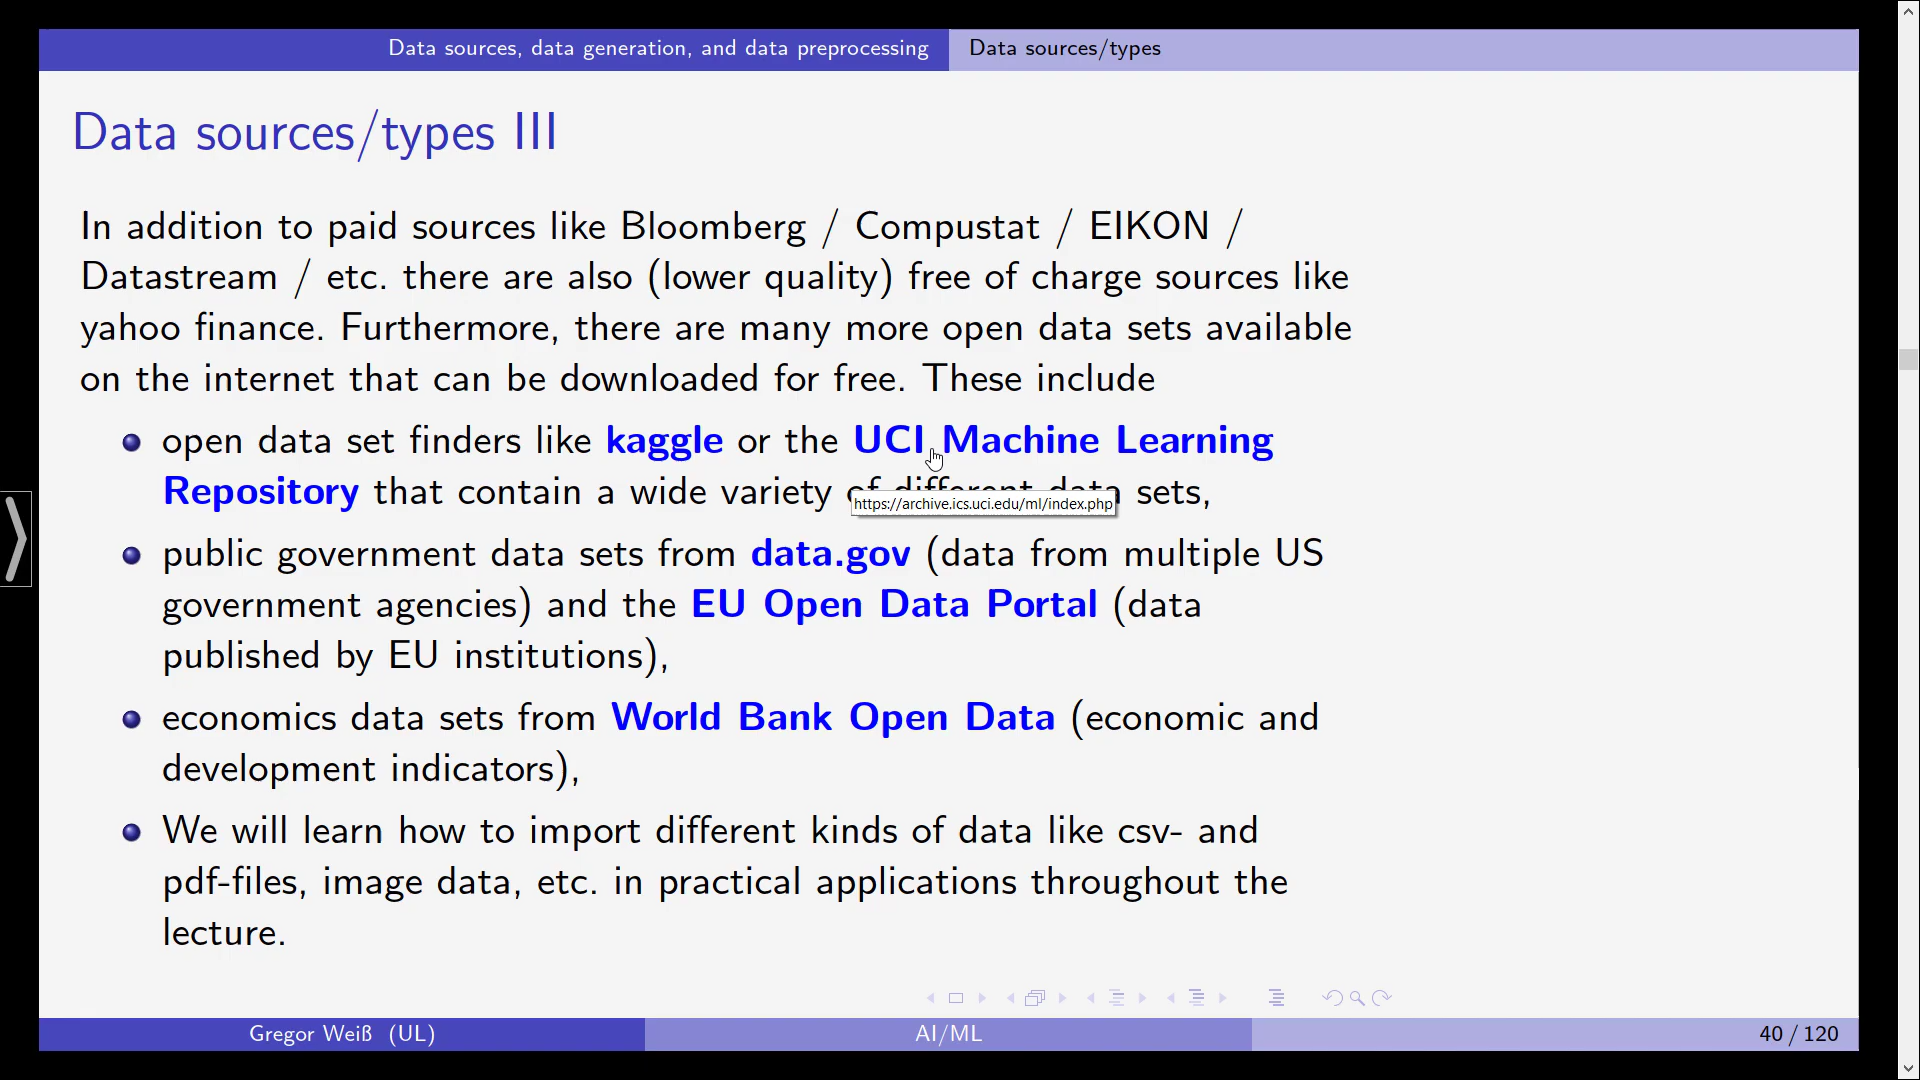 Data sources, data generation, and data preprocessing
Data sources/types
Data sources/types III
In addition to paid sources like Bloomberg / Compustat / EIKON /
Datastream / etc. there are also (lower quality) free of charge sources like
yahoo finance. Furthermore, there are many more open data sets available
on the internet that can be downloaded for free. These include
open data set finders like kaggle or the UCI Machine Learning
Repository that contain a wide variety of different data sets,
https://archive.ics.uci.edu/ml/index.php
public government data sets from data.gov (data from multiple US
government agencies) and the EU Open Data Portal (data
published by EU institutions),
economics data sets from World Bank Open Data (economic and
development indicators),
We will learn how to import different kinds of data like csv- and
pdf-files, image data, etc. in practical applications throughout the
lecture.
Gregor Weiß (UL)
AI/ML
40 / 120